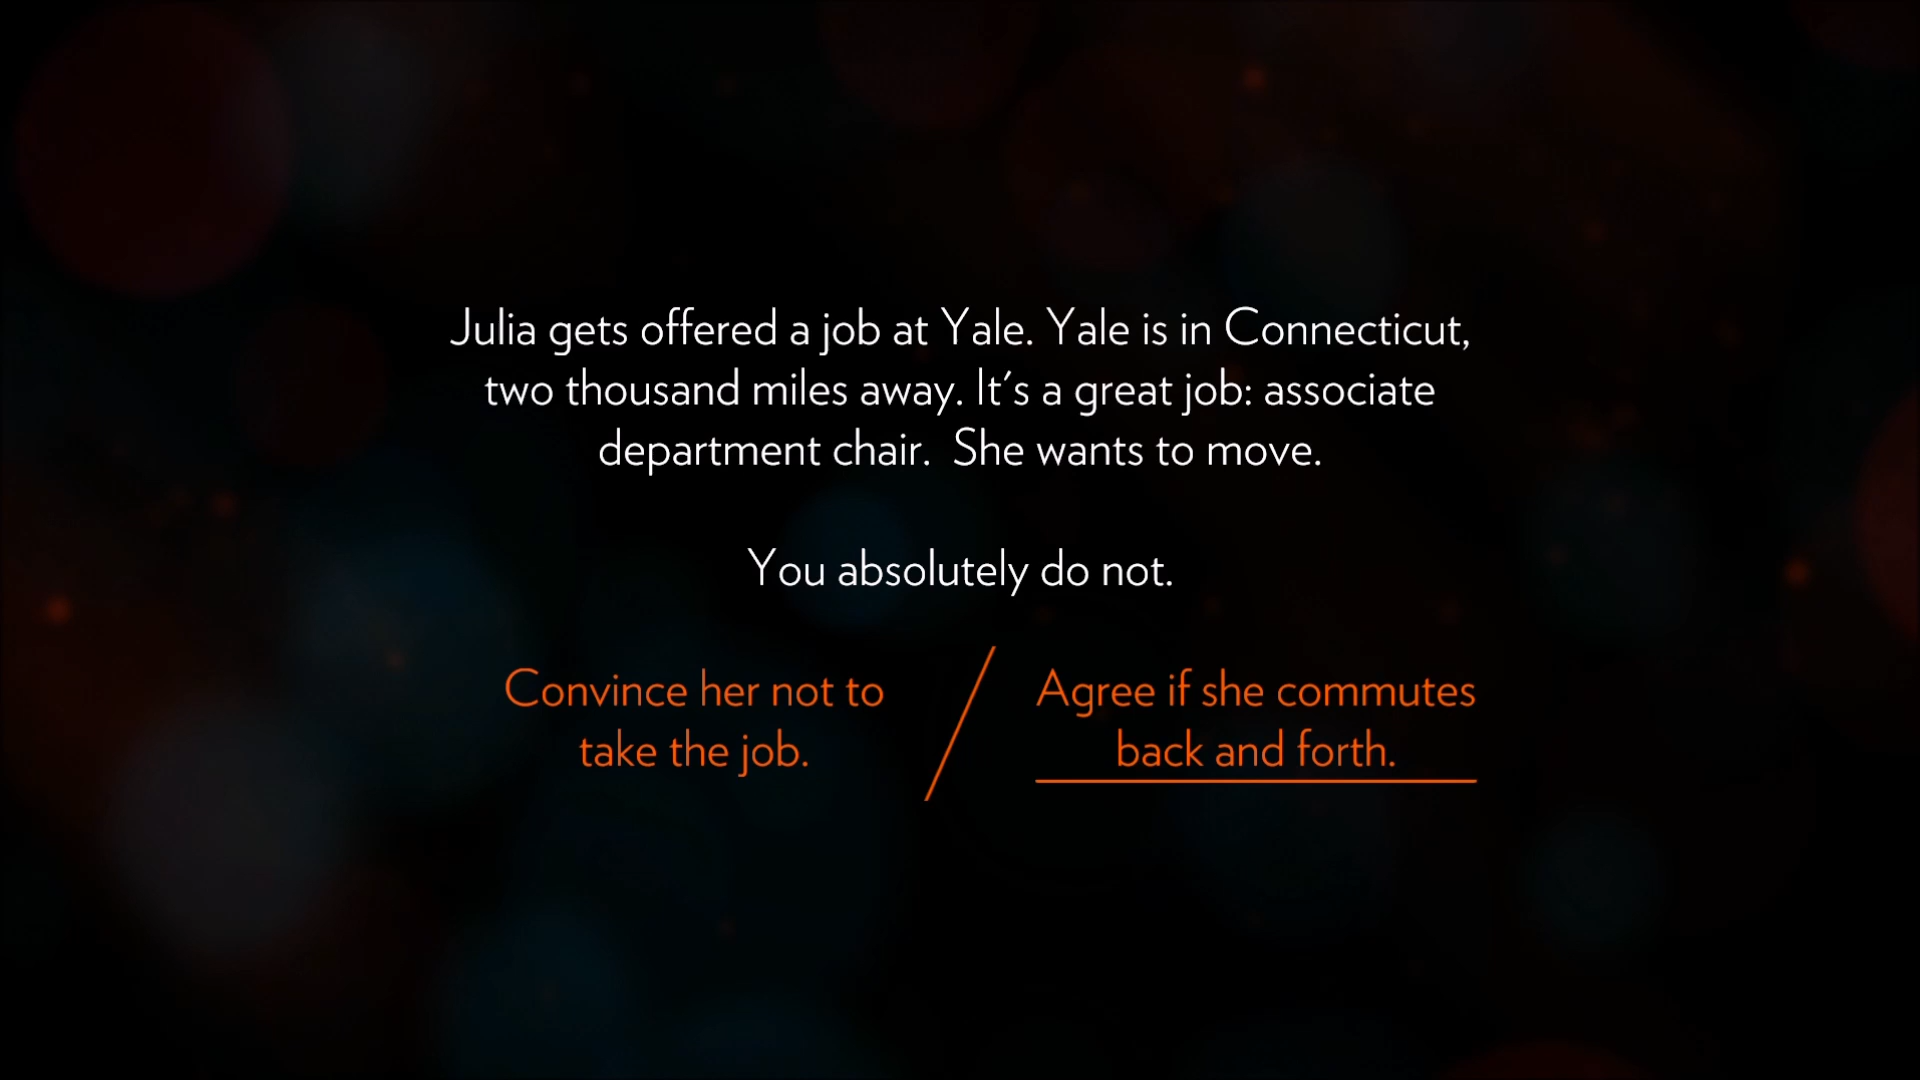 Julia gets offered a job at Yale. Yale is in Connecticut,
two thousand miles away. It's a great job: associate
department chair.  She wants to move.
You absolutely do not.
Convince her not to
take the job.
Agree if she commutes
back and forth.